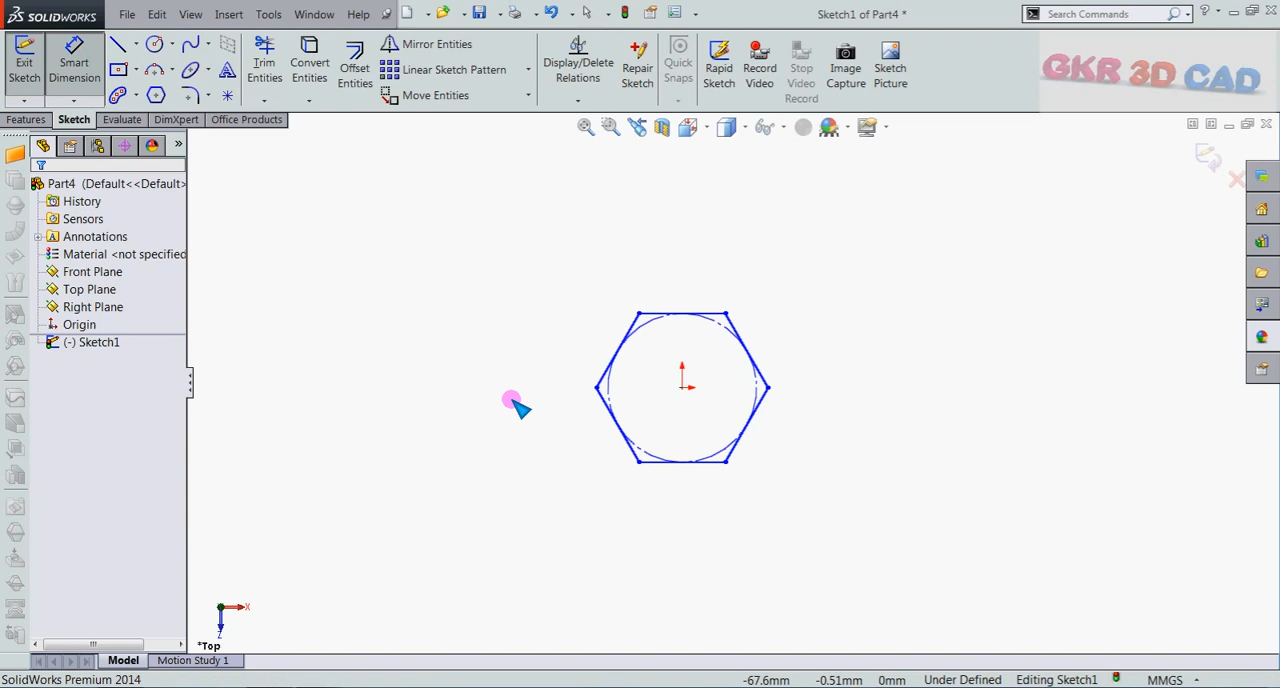 SOLIDWORKS
File Edit View Insert Tools Window Help
Sketch1 of Part4 *
Search Commands
Exit Sketch
Smart Dimension
Trim Entities
Convert Entities
Offset Entities
Mirror Entities
Linear Sketch Pattern
Move Entities
Display/Delete Relations
Repair Sketch
Quick Snaps
Rapid Sketch
Record Video
Stop Video Record
Image Capture
Sketch Picture
GKR 3D CAD
Features Sketch Evaluate DimXpert Office Products
Part4 (Default<<Default>
History
Sensors
Annotations
Material <not specified
Front Plane
Top Plane
Right Plane
Origin
(-) Sketch1
X
Z
*Top
Model Motion Study 1
SolidWorks Premium 2014
-67.6mm -0.51mm 0mm Under Defined Editing Sketch1 MMGS